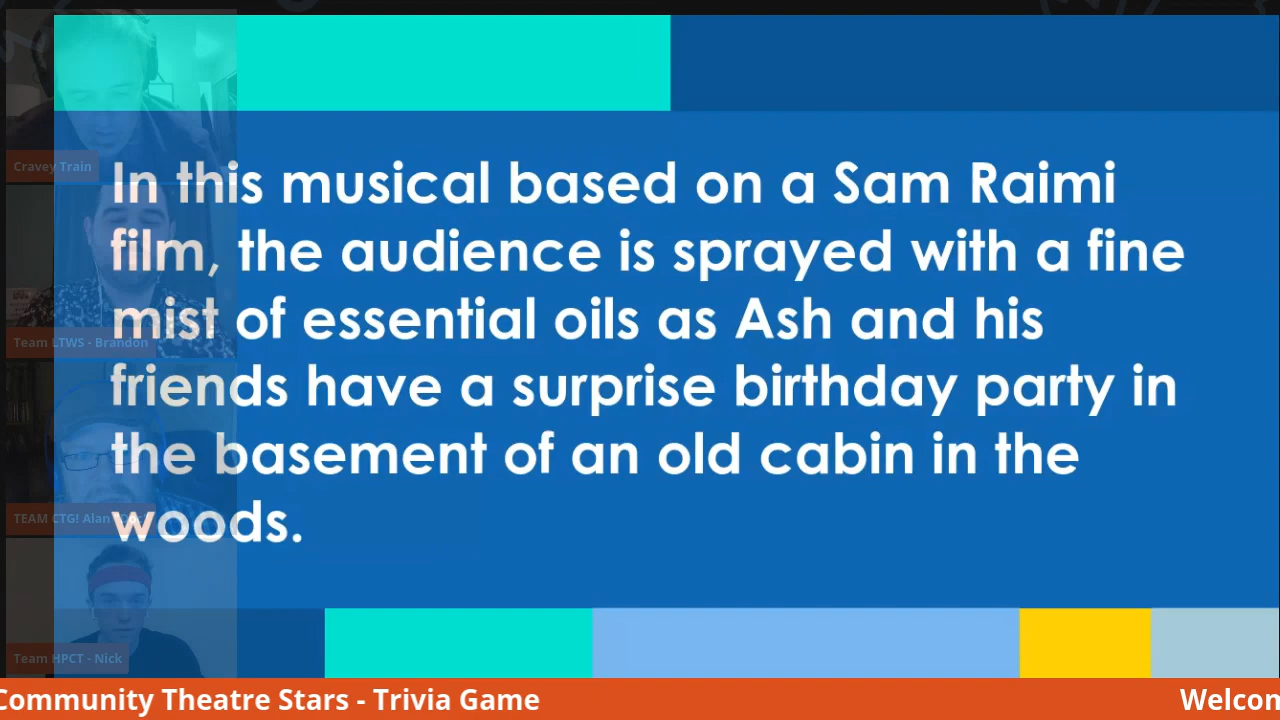 In this musical based on a Sam Raimi
film, the audience is sprayed with a fine
mist of essential oils as Ash and his
friends have a surprise birthday party in
the basement of an old cabin in the
woods.
Cravey Train
Team LTWS - Brandon
TEAM CTG! Alan
Team HPCT - Nick
Community Theatre Stars - Trivia Game
Welcon